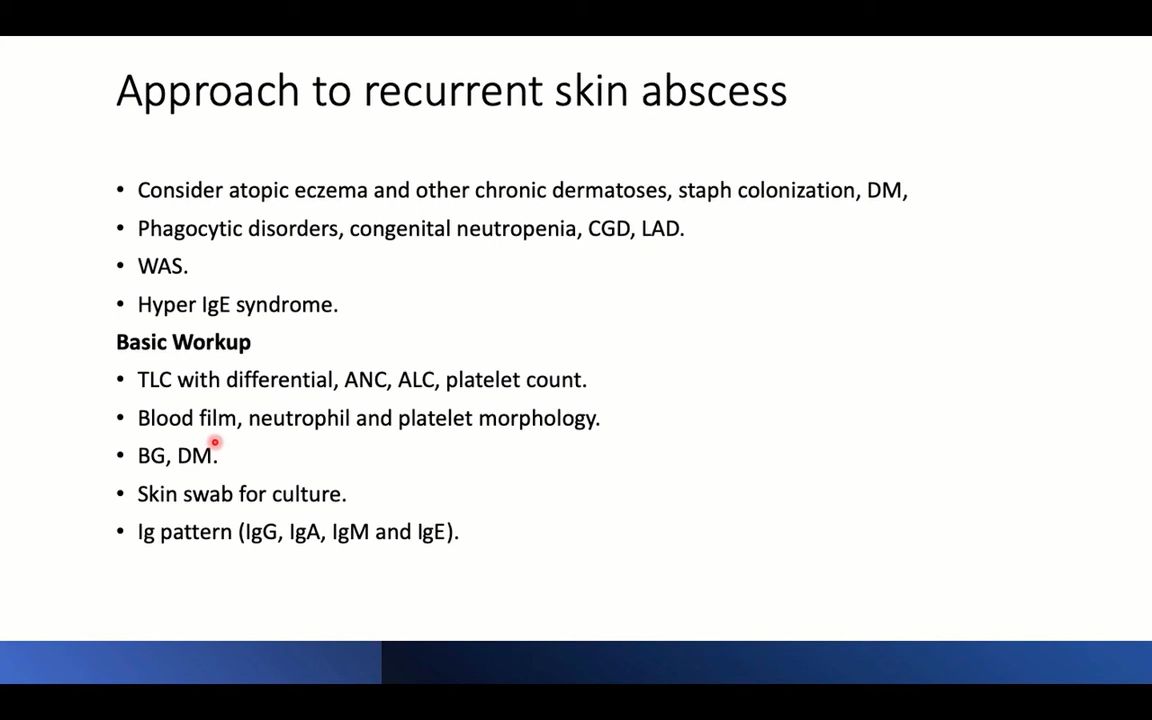 Approach to recurrent skin abscess
• Consider atopic eczema and other chronic dermatoses, staph colonization, DM,
• Phagocytic disorders, congenital neutropenia, CGD, LAD.
• WAS.
• Hyper IgE syndrome.
Basic Workup
• TLC with differential, ANC, ALC, platelet count.
• Blood film, neutrophil and platelet morphology.
• BG, DM.
• Skin swab for culture.
• Ig pattern (IgG, IgA, IgM and IgE).